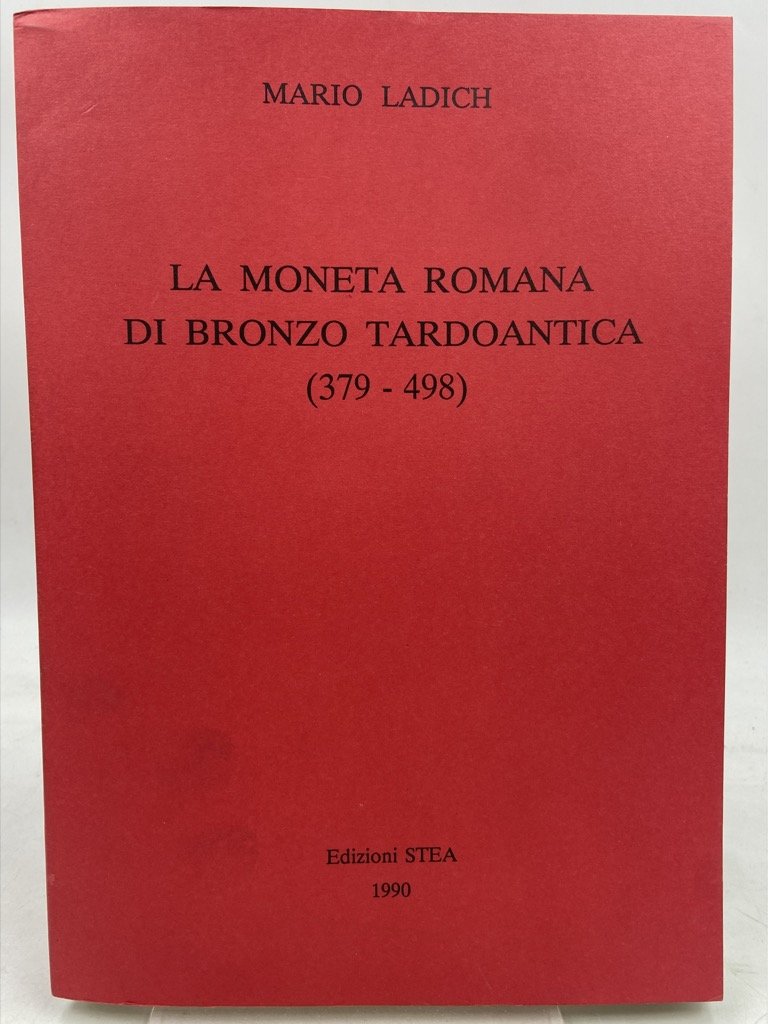 MARIO LADICH
LA MONETA ROMANA
DI BRONZO TARDOANTICA
(379 - 498)
Edizioni STEA
1990